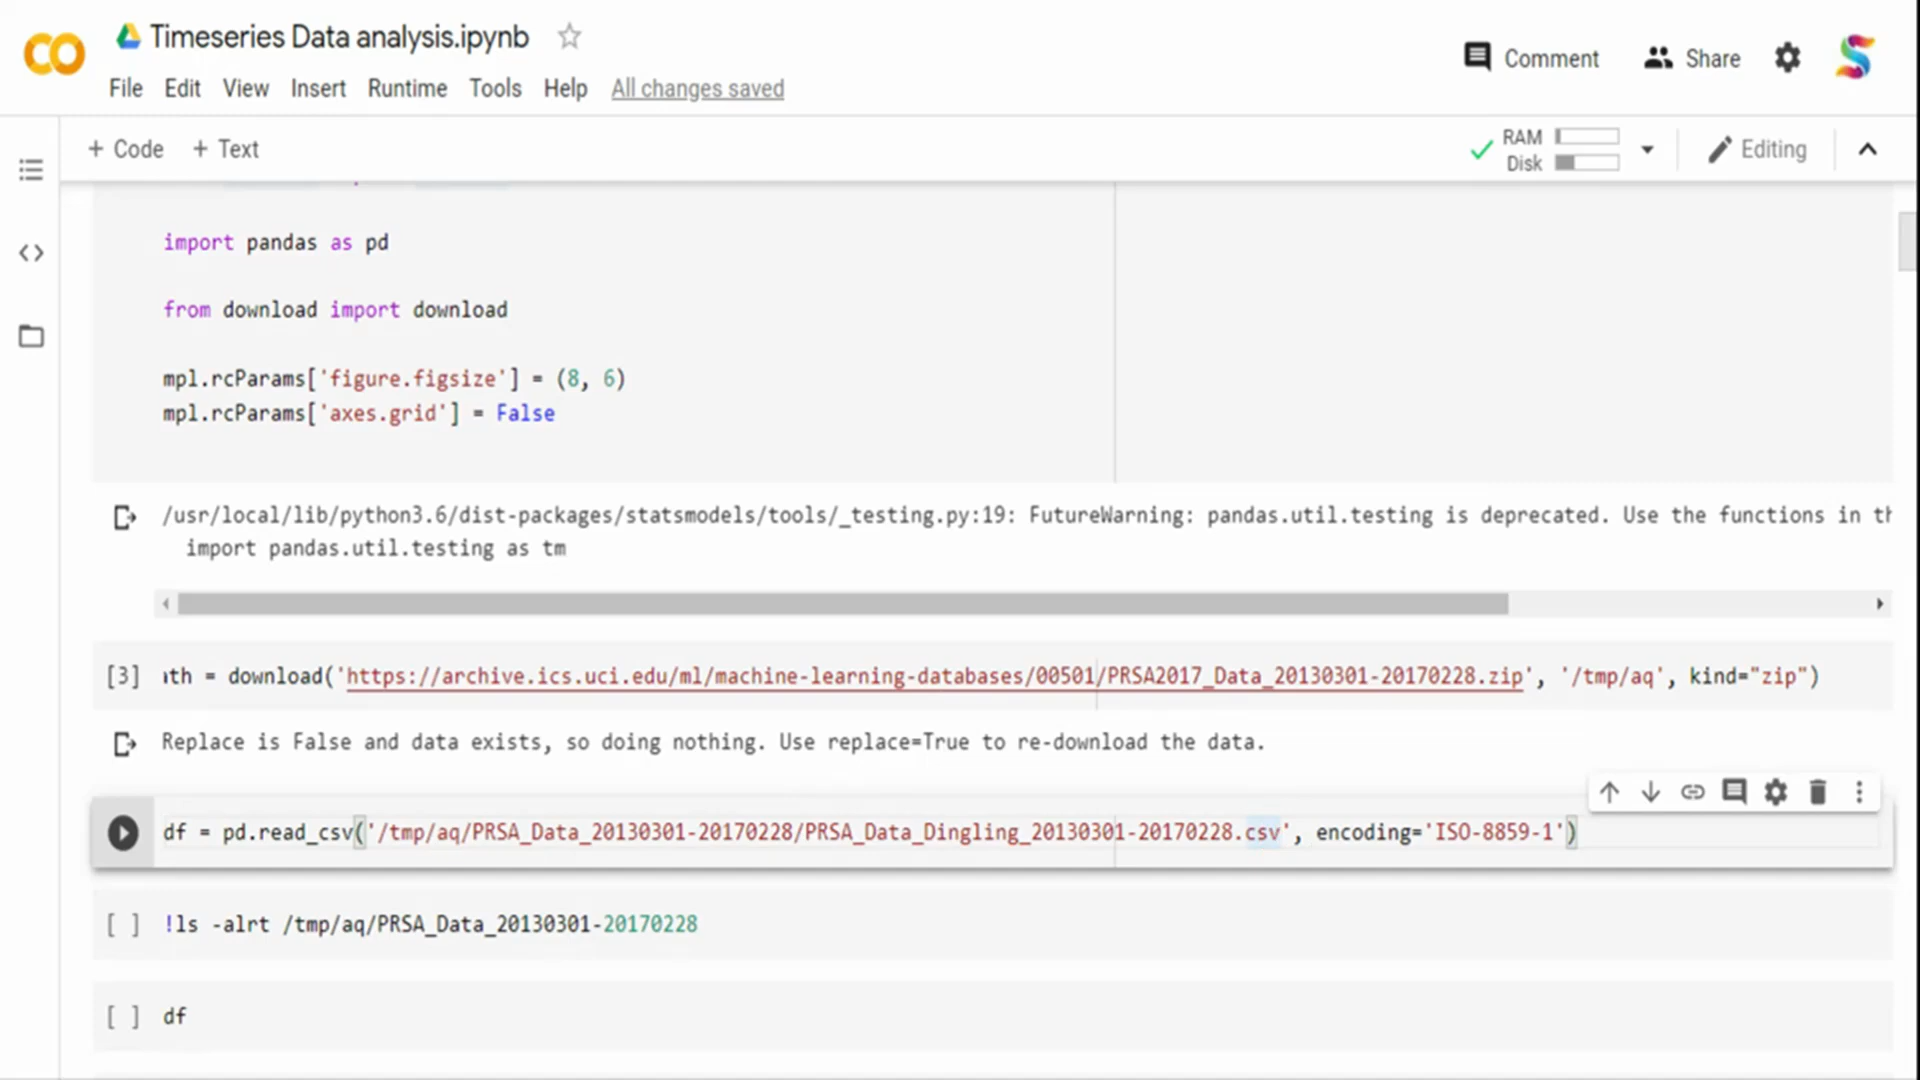 Timeseries Data analysis.ipynb
Comment
Share
File Edit View Insert Runtime Tools Help All changes saved
+ Code + Text
RAM
Disk
Editing
import pandas as pd
from download import download
mpl.rcParams['figure.figsize'] = (8, 6)
mpl.rcParams['axes.grid'] = False
/usr/local/lib/python3.6/dist-packages/statsmodels/tools/_testing.py:19: FutureWarning: pandas.util.testing is deprecated. Use the functions in th
import pandas.util.testing as tm
[3] ath = download('https://archive.ics.uci.edu/ml/machine-learning-databases/00501/PRSA2017_Data_20130301-20170228.zip', '/tmp/aq', kind="zip")
Replace is False and data exists, so doing nothing. Use replace=True to re-download the data.
df = pd.read_csv('/tmp/aq/PRSA_Data_20130301-20170228/PRSA_Data_Dingling_20130301-20170228.csv', encoding='ISO-8859-1')
[ ] !ls -alrt /tmp/aq/PRSA_Data_20130301-20170228
[ ] df